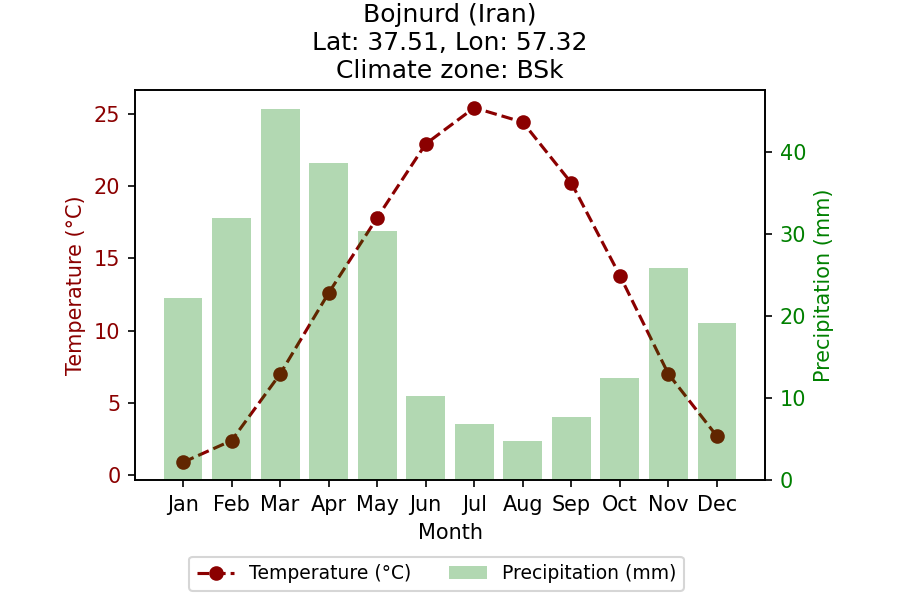 Bojnurd (Iran)
Lat: 37.51, Lon: 57.32
Climate zone: BSk
Temperature (°C)
25
20
15
10
5
0
Precipitation (mm)
40
30
20
10
0
Jan Feb Mar Apr May Jun Jul Aug Sep Oct Nov Dec
Month
Temperature (°C) Precipitation (mm)